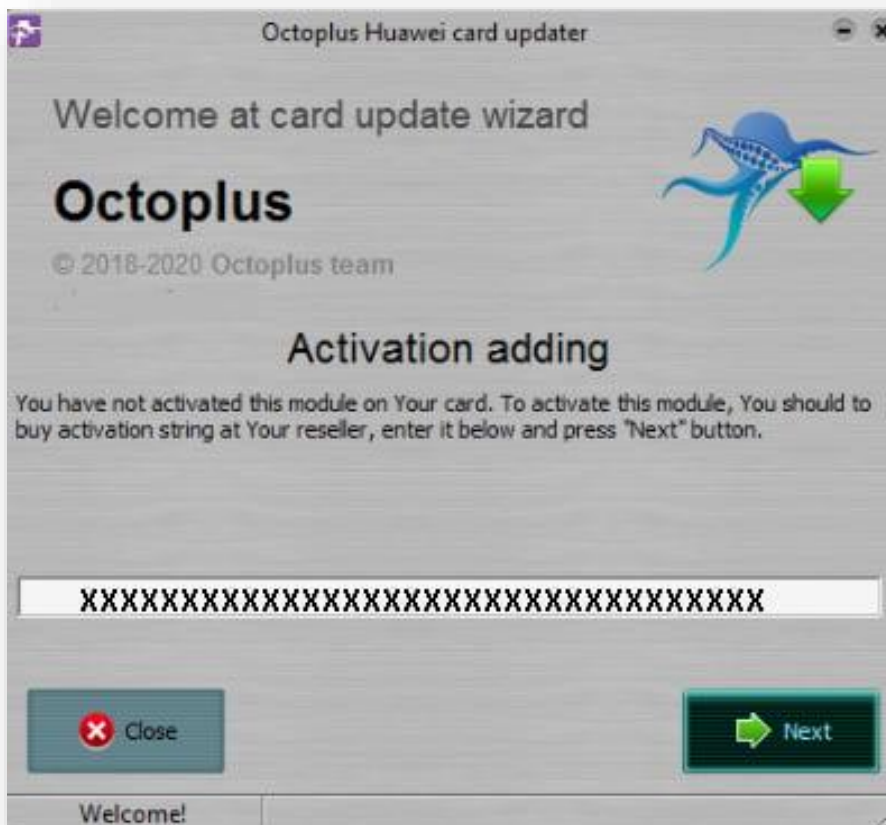 Octoplus Huawei card updater
Welcome at card update wizard
Octoplus
© 2018-2020 Octoplus team
Activation adding
You have not activated this module on Your card. To activate this module, You should to
buy activation string at Your reseller, enter it below and press "Next" button.
XXXXXXXXXXXXXXXXXXXXXXXXXXXXXXXXXX
Close
Next
Welcome!